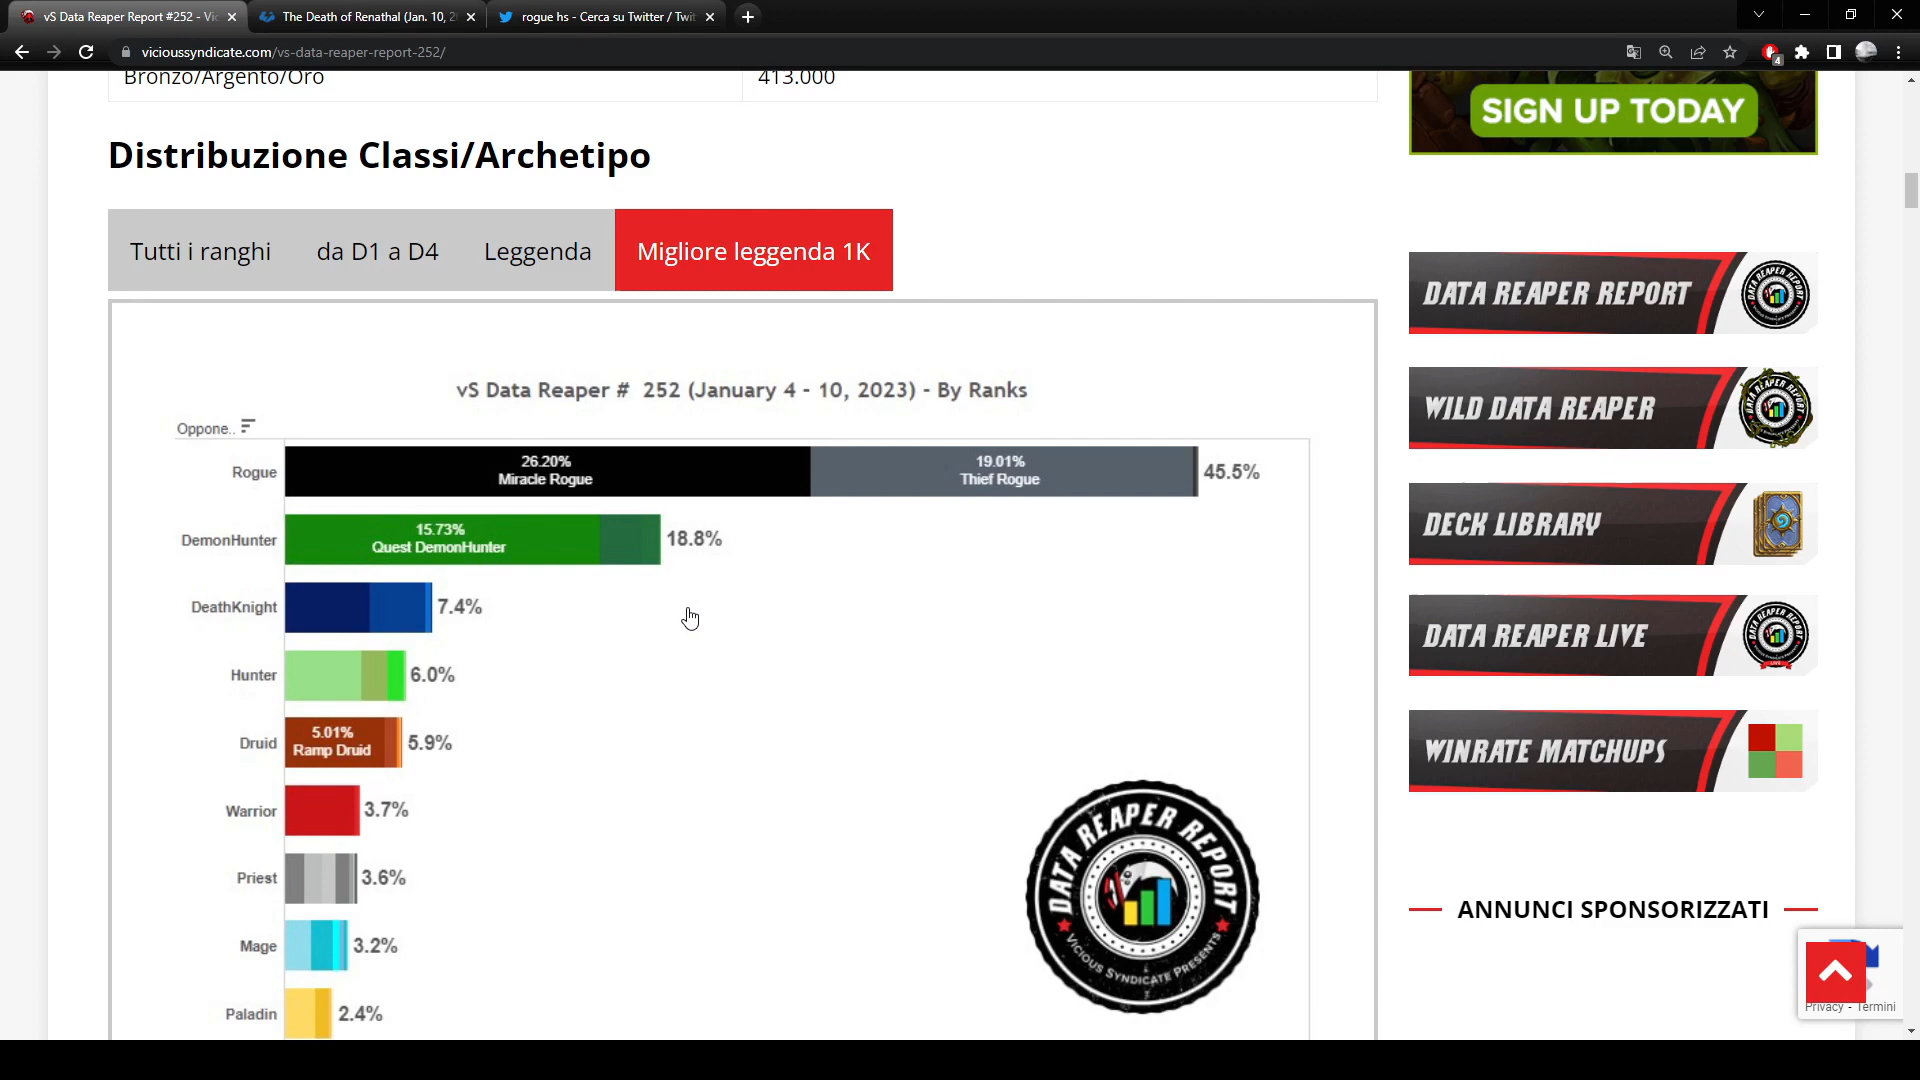 vS Data Reaper Report #252 - Vic
The Death of Renathal (Jan. 10, 2
rogue hs - Cerca su Twitter / Twit
vicioussyndicate.com/vs-data-reaper-report-252/
4
Bronzo/Argento/Oro
413.000
Distribuzione Classi/Archetipo
Tutti i ranghi
da D1 a D4
Leggenda
Migliore leggenda 1K
vS Data Reaper # 252 (January 4 - 10, 2023) - By Ranks
Oppone..
Rogue
26.20%
Miracle Rogue
19.01%
Thief Rogue
45.5%
DemonHunter
15.73%
Quest DemonHunter
18.8%
DeathKnight
7.4%
Hunter
6.0%
Druid
5.01%
Ramp Druid
5.9%
Warrior
3.7%
Priest
3.6%
Mage
3.2%
Paladin
2.4%
DATA REAPER REPORT
VICIOUS SYNDICATE PRESENTS
SIGN UP TODAY
DATA REAPER REPORT
WILD DATA REAPER
DECK LIBRARY
DATA REAPER LIVE
WINRATE MATCHUPS
ANNUNCI SPONSORIZZATI
Privacy - Termini